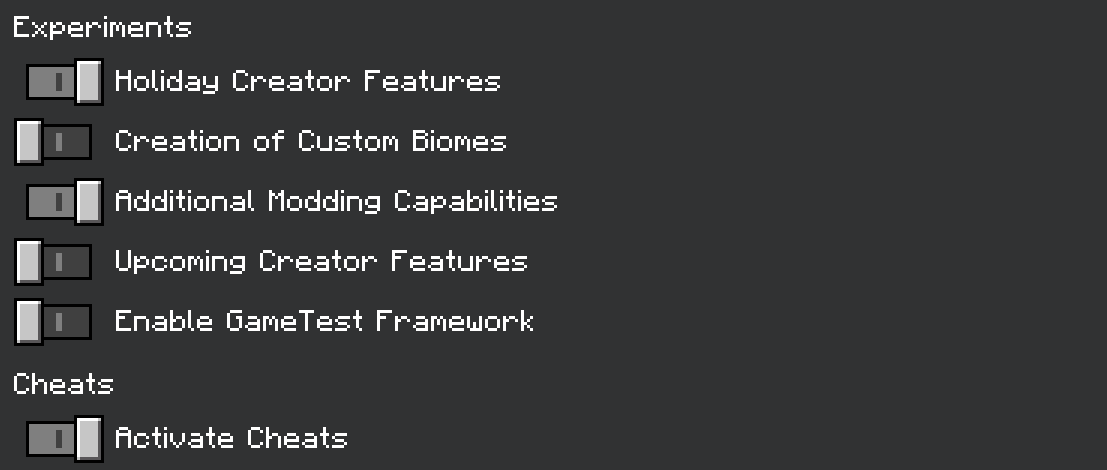 Experiments
Holiday Creator Features
Creation of Custom Biomes
Additional Modding Capabilities
Upcoming Creator Features
Enable GameTest Framework
Cheats
Activate Cheats